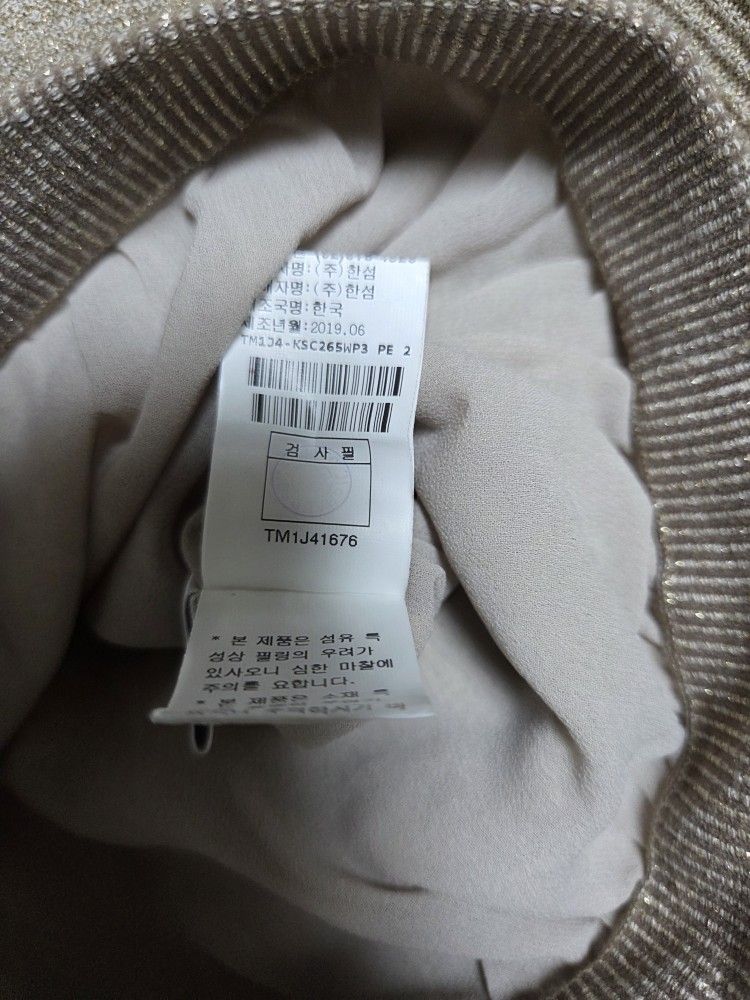 명:(주)한섬
자명:(주)한섬
조국명:한국
제조년월:2019.06
TM1J4-KSC265WP3 PE 2
검 사 필
TM1J41676
* 본 제품은 섬유 특
성상 필링의 우려가
있사오니 심한 마찰에
주의를 요합니다.
* 본 제품은 소재 특